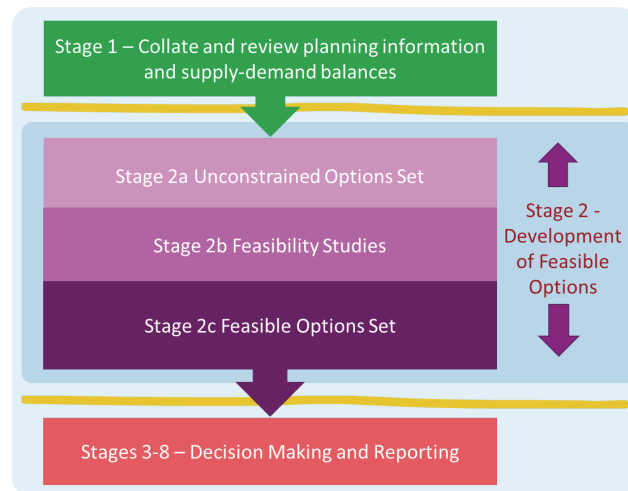 Stage 1 – Collate and review planning information
and supply-demand balances
Stage 2a Unconstrained Options Set
Stage 2b Feasibility Studies
Stage 2c Feasible Options Set
Stage 2 -
Development
of Feasible
Options
Stages 3-8 – Decision Making and Reporting